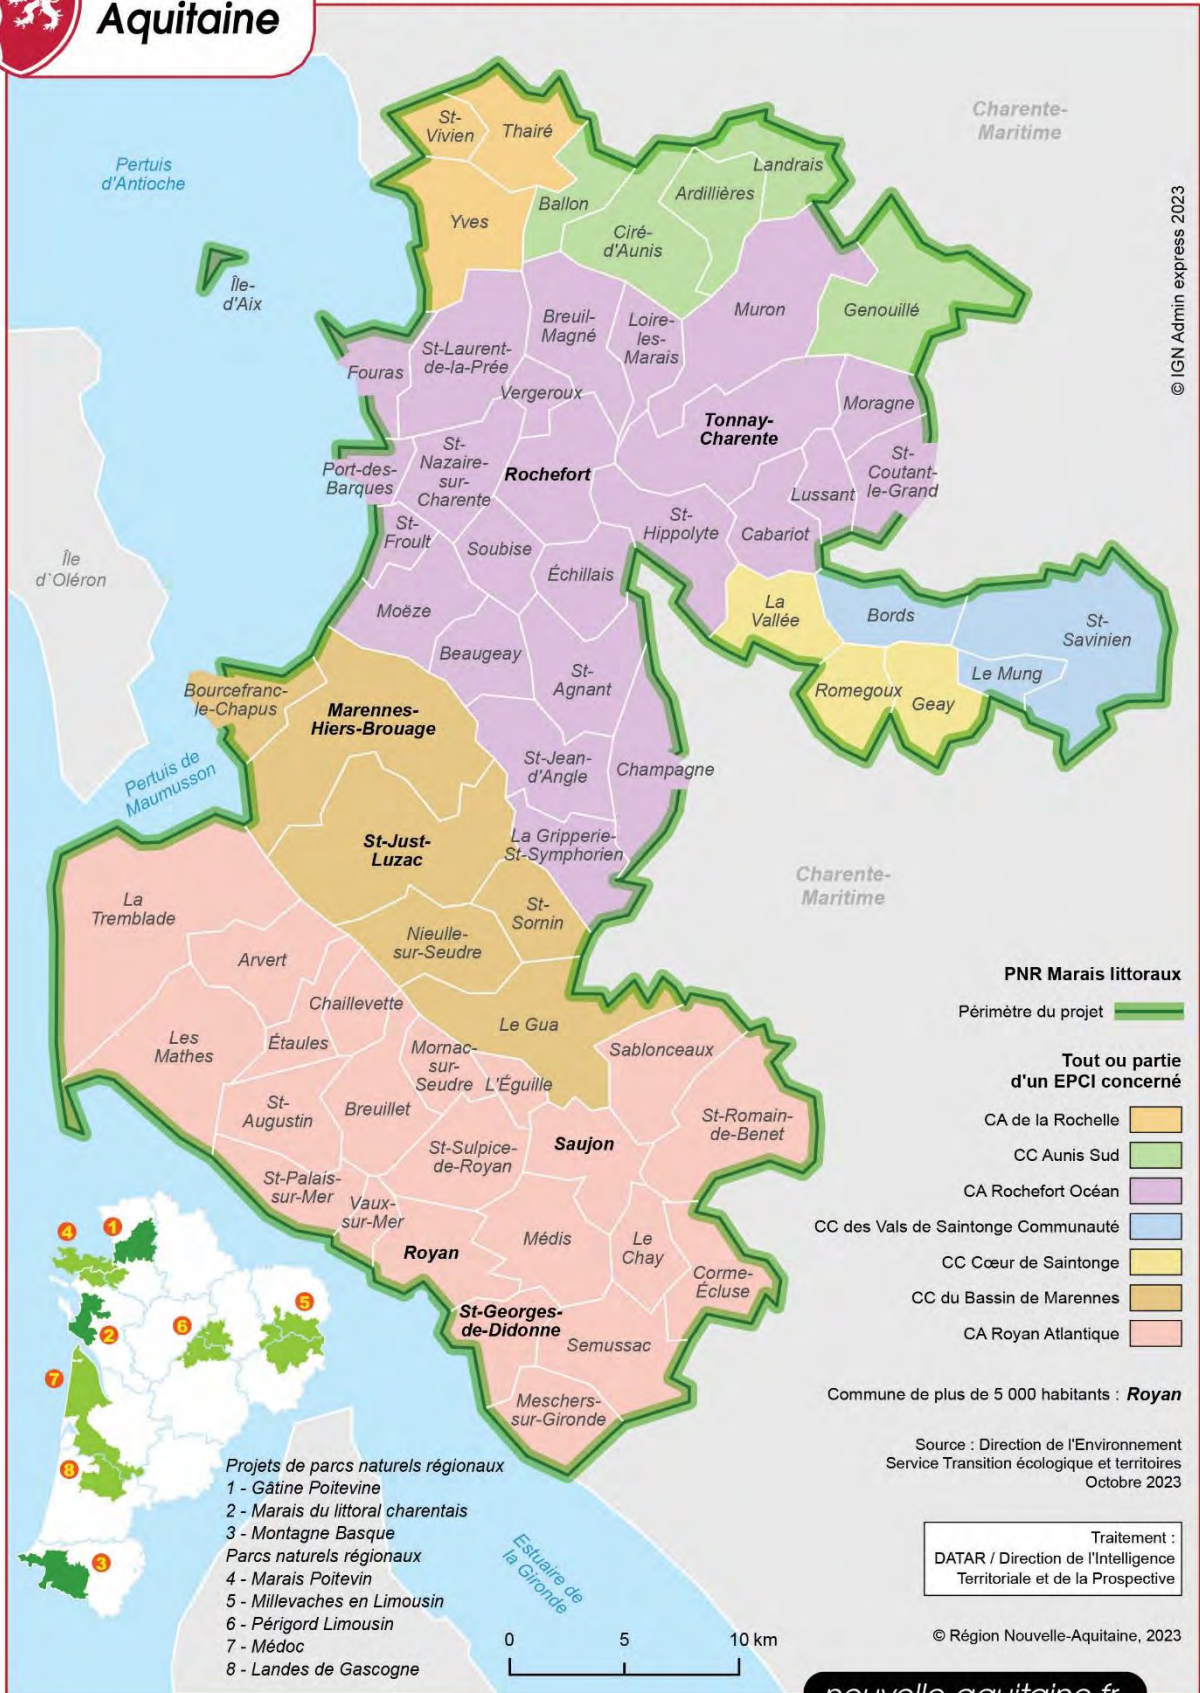 Aquitaine
Charente-
Maritime
Pertuis
d'Antioche
© IGN Admin express 2023
St-
Vivien
Thairé
Landrais
Ardillières
Ballon
Yves
Ciré-
d'Aunis
Île-
d'Aix
Muron
Genouillé
Breuil-
Magné
Loire-
les-
Marais
St-Laurent-
de-la-Prée
Fouras
Vergeroux
Moragne
Tonnay-
Charente
St-
Nazaire-
sur-
Charente
Rochefort
Port-des-
Barques
St-
Coutant-
le-Grand
Lussant
St-
Froult
St-
Hippolyte
Cabariot
Soubise
Échillais
Île
d`Oléron
Moëze
La
Vallée
Bords
St-
Savinien
Beaugeay
St-
Agnant
Le Mung
Romegoux
Geay
Bourcefranc-
le-Chapus
Marennes-
Hiers-Brouage
St-Jean-
d'Angle
Champagne
Pertuis de
Maumusson
St-Just-
Luzac
La Gripperie-
St-Symphorien
Charente-
Maritime
La
Tremblade
St-
Sornin
Nieulle-
sur-Seudre
Arvert
Chaillevette
Le Gua
Les
Mathes
Étaules
Mornac-
sur-
Seudre
L'Éguille
Sablonceaux
St-
Augustin
Breuillet
St-Romain-
de-Benet
Saujon
St-Sulpice-
de-Royan
St-Palais-
sur-Mer
Vaux-
sur-Mer
Royan
Médis
Le
Chay
Corme-
Écluse
St-Georges-
de-Didonne
Semussac
Meschers-
sur-Gironde
PNR Marais littoraux
Périmètre du projet
Tout ou partie
d'un EPCI concerné
CA de la Rochelle
CC Aunis Sud
CA Rochefort Océan
CC des Vals de Saintonge Communauté
CC Cœur de Saintonge
CC du Bassin de Marennes
CA Royan Atlantique
Commune de plus de 5 000 habitants : Royan
Source : Direction de l'Environnement
Service Transition écologique et territoires
Octobre 2023
Traitement :
DATAR / Direction de l'Intelligence
Territoriale et de la Prospective
© Région Nouvelle-Aquitaine, 2023
4
1
2
5
6
7
8
3
Projets de parcs naturels régionaux
1 - Gâtine Poitevine
2 - Marais du littoral charentais
3 - Montagne Basque
Parcs naturels régionaux
4 - Marais Poitevin
5 - Millevaches en Limousin
6 - Périgord Limousin
7 - Médoc
8 - Landes de Gascogne
Estuaire de
la Gironde
0 5 10 km
nouvelle-aquitaine.fr